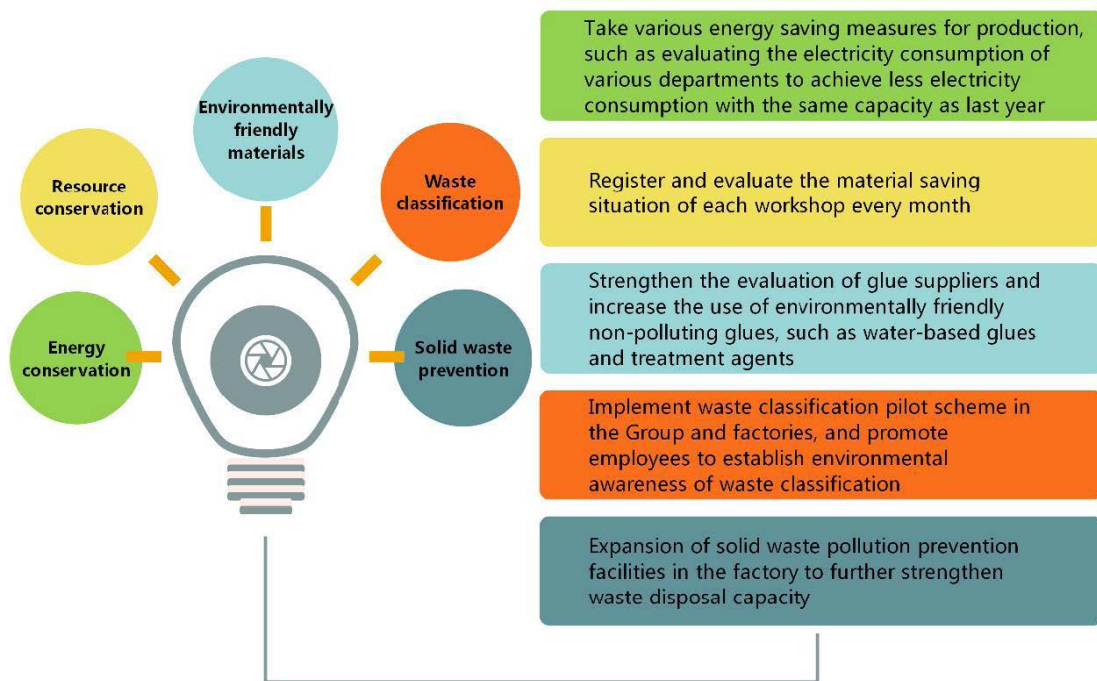 Environmentally
friendly
materials
Resource
conservation
Waste
classification
Energy
conservation
Solid waste
prevention
Take various energy saving measures for production,
such as evaluating the electricity consumption of
various departments to achieve less electricity
consumption with the same capacity as last year
Register and evaluate the material saving
situation of each workshop every month
Strengthen the evaluation of glue suppliers and
increase the use of environmentally friendly
non-polluting glues, such as water-based glues
and treatment agents
Implement waste classification pilot scheme in
the Group and factories, and promote
employees to establish environmental
awareness of waste classification
Expansion of solid waste pollution prevention
facilities in the factory to further strengthen
waste disposal capacity